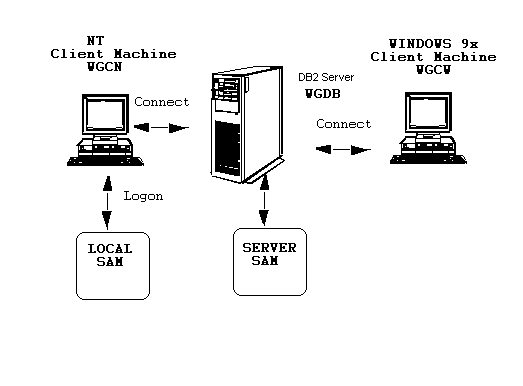 NT
Client Machine
WGCN
WINDOWS 9x
Client Machine
WGCW
DB2 Server
WGDB
Connect
Connect
Logon
LOCAL
SAM
SERVER
SAM